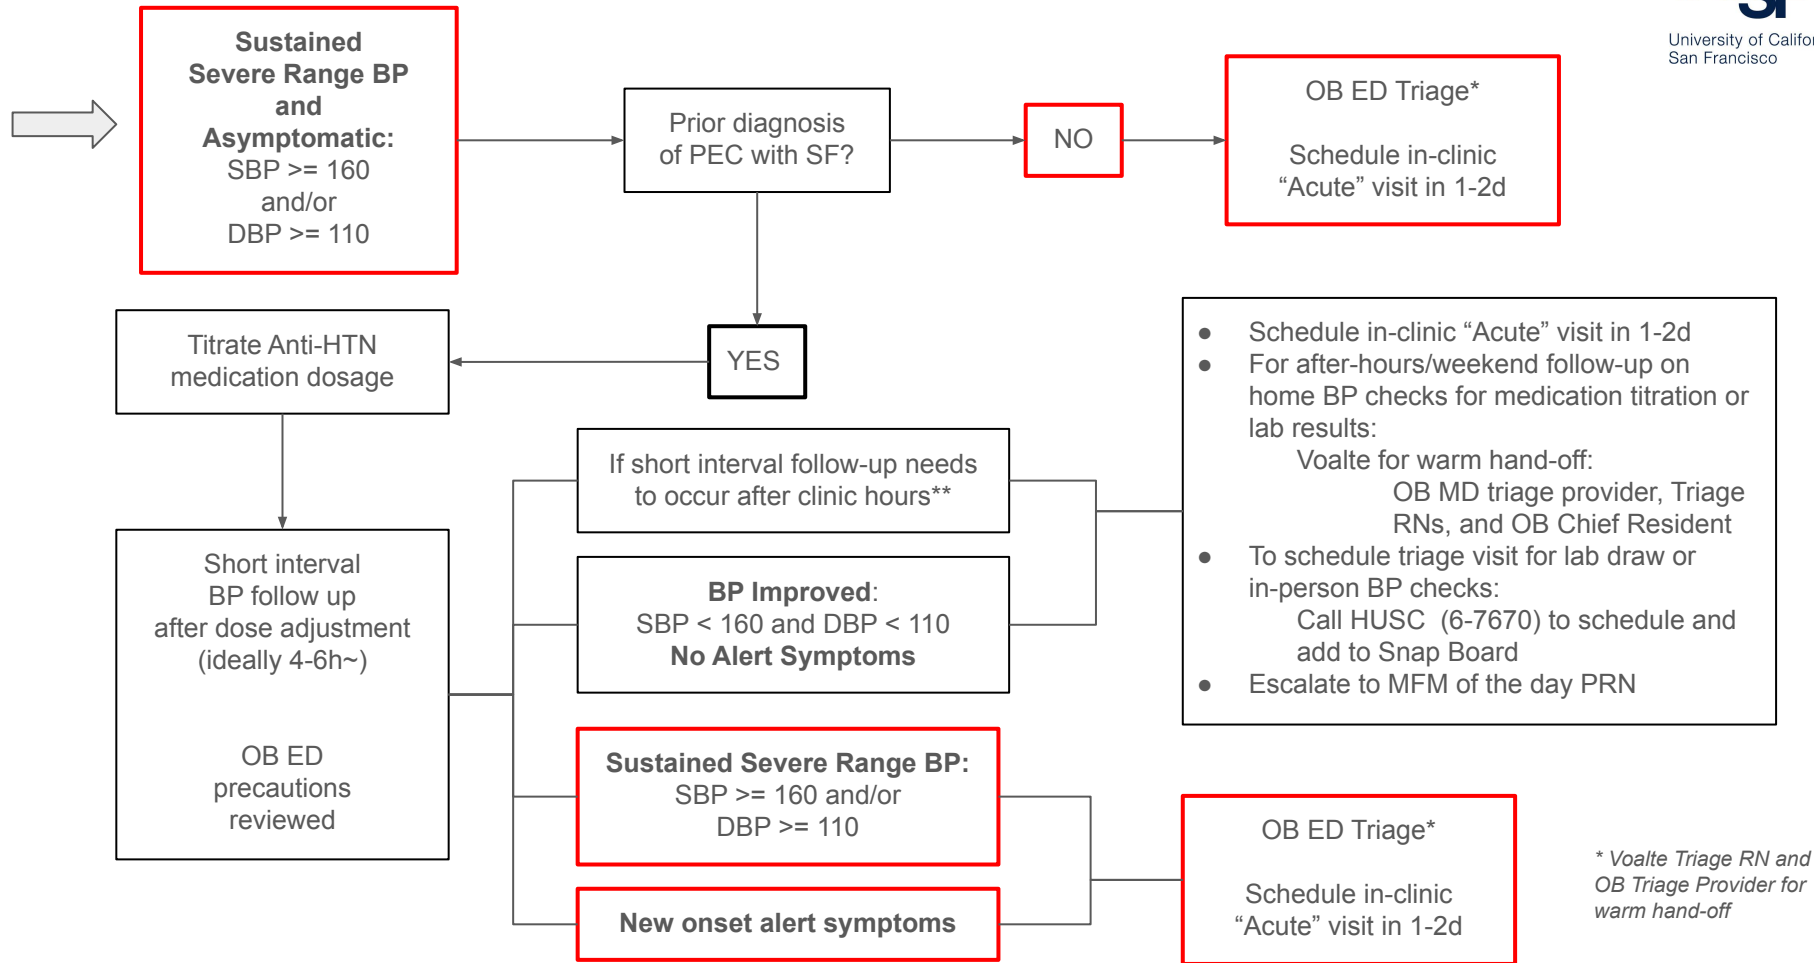 SF
University of Califor
San Francisco
Sustained
Severe Range BP
and
Asymptomatic:
SBP >= 160
and/or
DBP >= 110
Prior diagnosis
of PEC with SF?
NO
OB ED Triage*
Schedule in-clinic
“Acute” visit in 1-2d
YES
Titrate Anti-HTN
medication dosage
Short interval
BP follow up
after dose adjustment
(ideally 4-6h~)
OB ED
precautions
reviewed
If short interval follow-up needs
to occur after clinic hours**
BP Improved:
SBP < 160 and DBP < 110
No Alert Symptoms
Sustained Severe Range BP:
SBP >= 160 and/or
DBP >= 110
New onset alert symptoms
● Schedule in-clinic “Acute” visit in 1-2d
● For after-hours/weekend follow-up on
home BP checks for medication titration or
lab results:
Voalte for warm hand-off:
OB MD triage provider, Triage
RNs, and OB Chief Resident
● To schedule triage visit for lab draw or
in-person BP checks:
Call HUSC (6-7670) to schedule and
add to Snap Board
● Escalate to MFM of the day PRN
OB ED Triage*
Schedule in-clinic
“Acute” visit in 1-2d
* Voalte Triage RN and
OB Triage Provider for
warm hand-off